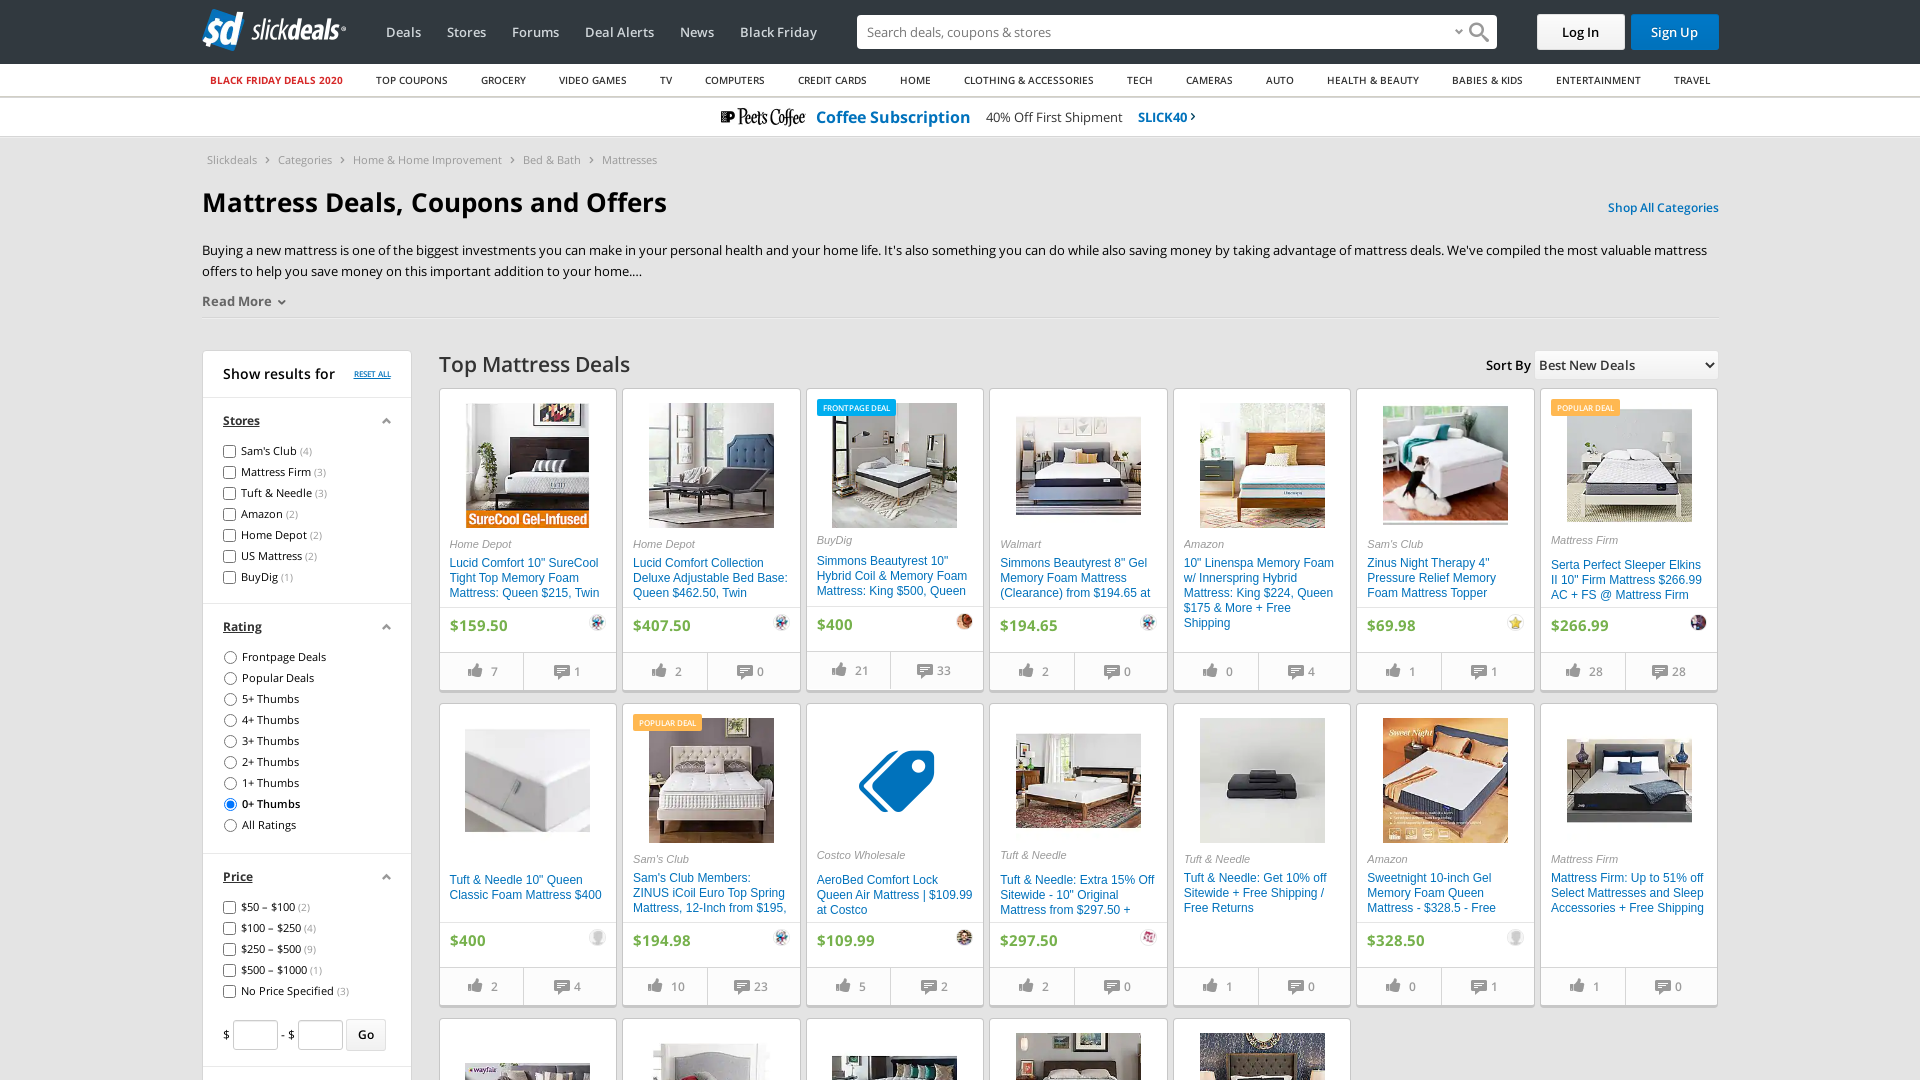 sd slickdeals
Deals Stores Forums Deal Alerts News Black Friday Search deals, coupons & searches Log In Sign Up
BLACK FRIDAY DEALS 2020 TOP COUPONS GROCERY VIDEO GAMES TV COMPUTERS CREDIT CARDS HOME CLOTHING & ACCESSORIES TECH CAMERAS AUTO HEALTH & BEAUTY BABIES & KIDS ENTERTAINMENT TRAVEL
Peet's Coffee Coffee Subscription 40% Off First Shipment SLICK40
Slickdeals Categories Home & Home Improvement Bed & Bath Mattresses
Mattress Deals, Coupons and Offers
Shop All Categories
Buying a new mattress is one of the biggest investments you can make in your personal health and your home life. It's also something you can do while also saving money by taking advantage of mattress deals. We've compiled the most valuable mattress
offers to help you save money on this important addition to your home....
Read More
Show results for RESET ALL
Stores
Sam's Club (4)
Mattress Firm (3)
Tuft & Needle (3)
Amazon (2)
Home Depot (2)
US Mattress (2)
BuyDig (1)
Rating
Frontpage Deals
Popular Deals
5+ Thumbs
4+ Thumbs
3+ Thumbs
2+ Thumbs
1+ Thumbs
0+ Thumbs
All Ratings
Price
$50 – $100 (2)
$100 – $250 (4)
$250 – $500 (9)
$500 – $1000 (1)
No Price Specified (3)
$ - $ Go
Top Mattress Deals
Sort By Best New Deals
SureCool Gel-Infused
Home Depot
Lucid Comfort 10" SureCool
Tight Top Memory Foam
Mattress: Queen $215, Twin
$159.50
7 1
Home Depot
Lucid Comfort Collection
Deluxe Adjustable Bed Base:
Queen $462.50, Twin
$407.50
2 0
FRONTPAGE DEAL
BuyDig
Simmons Beautyrest 10"
Hybrid Coil & Memory Foam
Mattress: King $500, Queen
$400
21 33
Walmart
Simmons Beautyrest 8" Gel
Memory Foam Mattress
(Clearance) from $194.65 at
$194.65
2 0
Amazon
10" Linenspa Memory Foam
w/ Innerspring Hybrid
Mattress: King $224, Queen
$175 & More + Free
Shipping
0 4
Sam's Club
Zinus Night Therapy 4"
Pressure Relief Memory
Foam Mattress Topper
$69.98
1 1
POPULAR DEAL
Mattress Firm
Serta Perfect Sleeper Elkins
II 10" Firm Mattress $266.99
AC + FS @ Mattress Firm
$266.99
28 28
Tuft & Needle 10" Queen
Classic Foam Mattress $400
$400
2 4
POPULAR DEAL
Sam's Club
Sam's Club Members:
ZINUS iCoil Euro Top Spring
Mattress, 12-Inch from $195,
$194.98
10 23
Costco Wholesale
AeroBed Comfort Lock
Queen Air Mattress | $109.99
at Costco
$109.99
5 2
Tuft & Needle
Tuft & Needle: Extra 15% Off
Sitewide - 10" Original
Mattress from $297.50 +
$297.50
2 0
Tuft & Needle
Tuft & Needle: Get 10% off
Sitewide + Free Shipping /
Free Returns
1 0
Sweet Night
Amazon
Sweetnight 10-inch Gel
Memory Foam Queen
Mattress - $328.5 - Free
$328.50
0 1
Mattress Firm
Mattress Firm: Up to 51% off
Select Mattresses and Sleep
Accessories + Free Shipping
1 0
wayfair